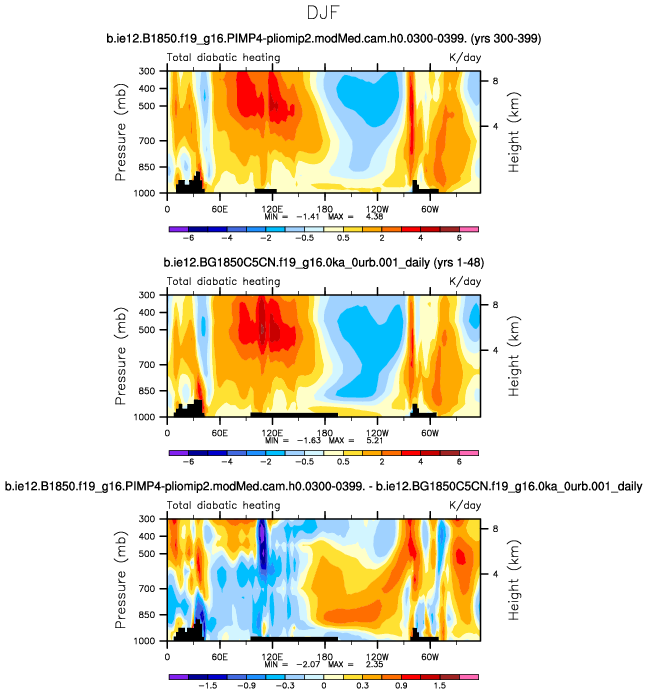 DJF
b.ie12.B1850.f19_g16.PIMP4-pliomip2.modMed.cam.h0.0300-0399. (yrs 300-399)
Total diabatic heating K/day
Pressure (mb)
300
500
700
850
1000
Height (km)
8
4
0 60E 120E 180 120W 60W
MIN = -1.41 MAX = 4.38
-6 -4 -2 -0.5 0.5 2 4 6
b.ie12.BG1850C5CN.f19_g16.0ka_0urb.001_daily (yrs 1-48)
Total diabatic heating K/day
Pressure (mb)
300
500
700
850
1000
Height (km)
8
4
0 60E 120E 180 120W 60W
MIN = -1.63 MAX = 5.21
-6 -4 -2 -0.5 0.5 2 4 6
b.ie12.B1850.f19_g16.PIMP4-pliomip2.modMed.cam.h0.0300-0399. - b.ie12.BG1850C5CN.f19_g16.0ka_0urb.001_daily
Total diabatic heating K/day
Pressure (mb)
300
500
700
850
1000
Height (km)
8
4
0 60E 120E 180 120W 60W
MIN = -2.07 MAX = 2.35
-1.5 -0.9 -0.3 0 0.3 0.9 1.5